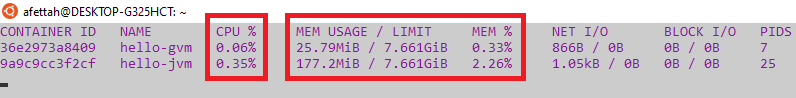 afettah@DESKTOP-G325HCT: ~
CONTAINER ID NAME CPU % MEM USAGE / LIMIT MEM % NET I/O BLOCK I/O PIDS
36e2973a8409 hello-gvm 0.06% 25.79MiB / 7.661GiB 0.33% 866B / 0B 0B / 0B 7
9a9c9cc3f2cf hello-jvm 0.35% 177.2MiB / 7.661GiB 2.26% 1.05kB / 0B 0B / 0B 25